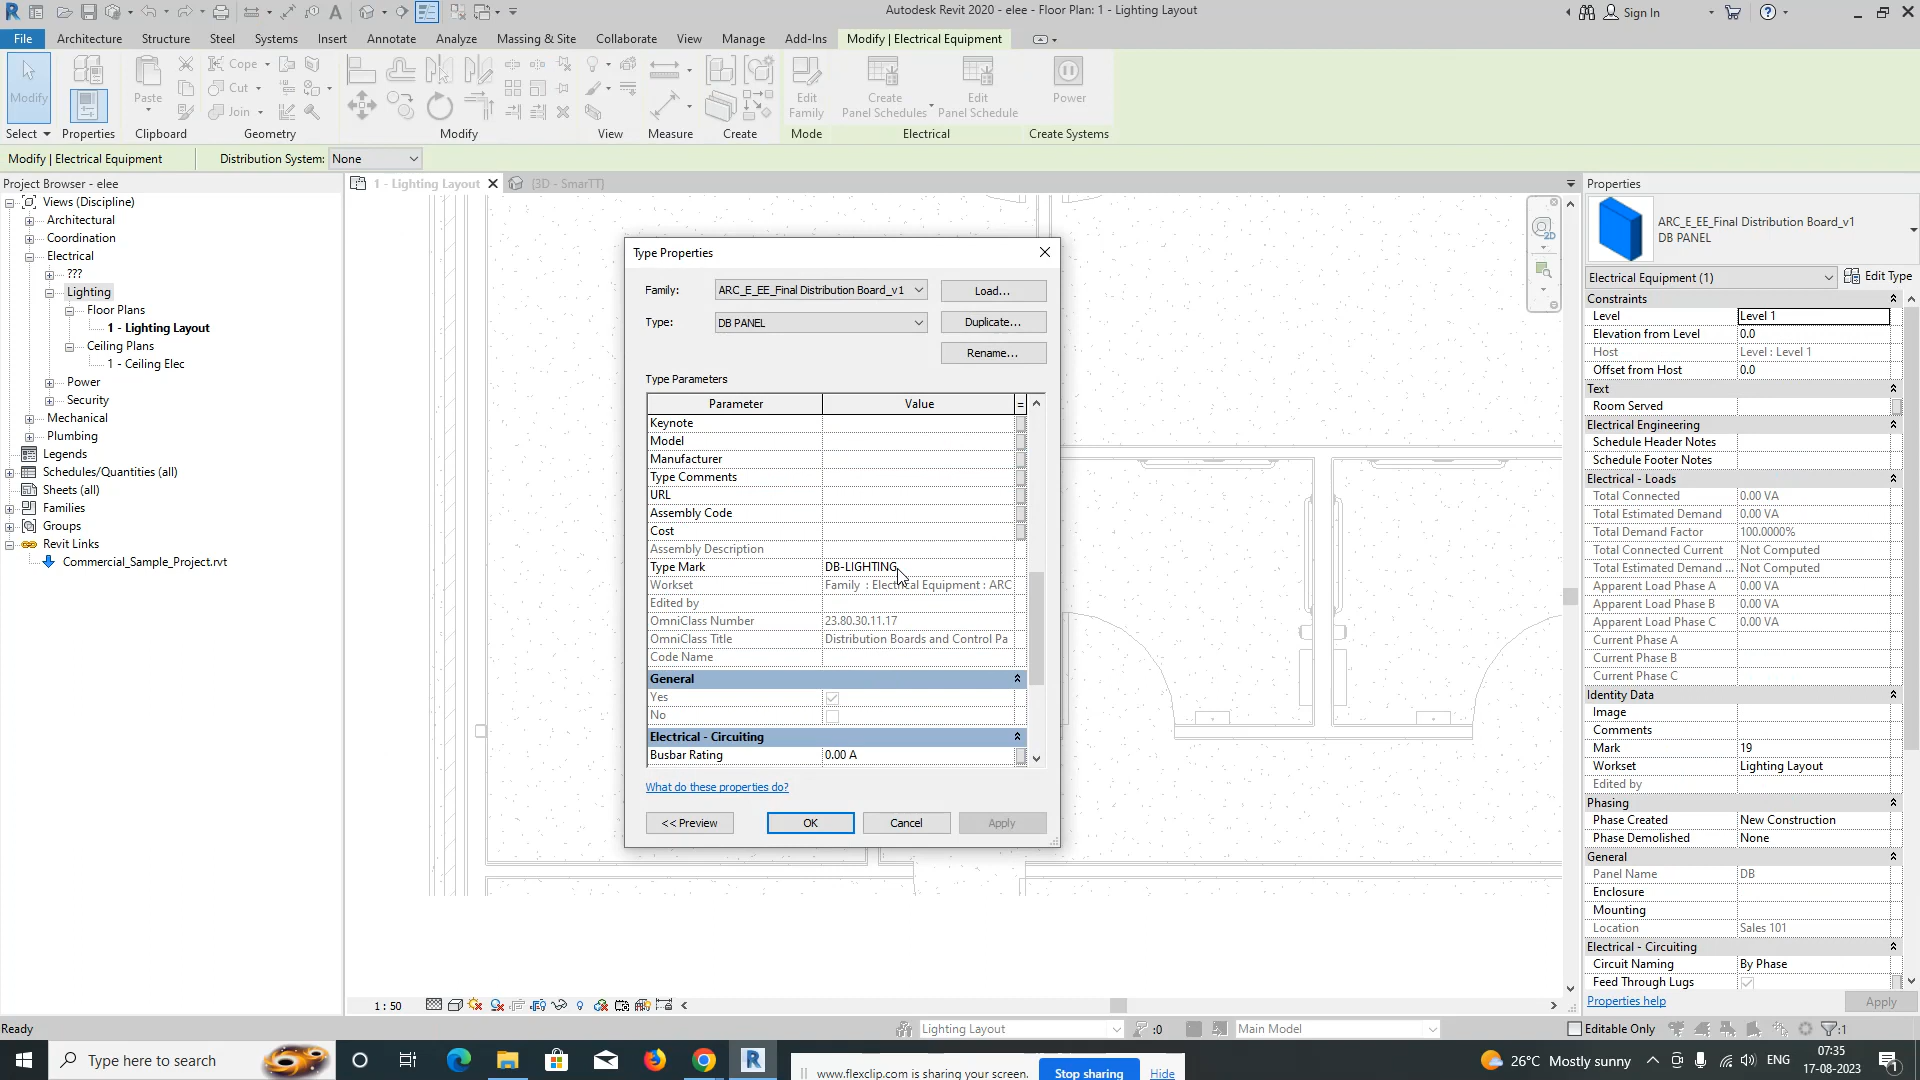 Autodesk Revit 2020 - elee - Floor Plan: 1 - Lighting Layout
Sign In
File Architecture Structure Steel Systems Insert Annotate Analyze Massing & Site Collaborate View Manage Add-Ins Modify | Electrical Equipment
Modify
Paste
Cope
Cut
Join
Edit Family
Create Panel Schedules
Edit Panel Schedule
Power
Select Properties Clipboard Geometry Modify View Measure Create Mode Electrical Create Systems
Modify | Electrical Equipment Distribution System: None
Project Browser - elee
Views (Discipline)
Architectural
Coordination
Electrical
???
Lighting
Floor Plans
1 - Lighting Layout
Ceiling Plans
1 - Ceiling Elec
Power
Security
Mechanical
Plumbing
Legends
Schedules/Quantities (all)
Sheets (all)
Families
Groups
Revit Links
Commercial_Sample_Project.rvt
1 - Lighting Layout
(3D - SmarTT)
2D
Type Properties
Family: ARC_E_EE_Final Distribution Board_v1 Load...
Type: DB PANEL Duplicate...
Rename...
Type Parameters
Parameter Value =
Keynote
Model
Manufacturer
Type Comments
URL
Assembly Code
Cost
Assembly Description
Type Mark DB-LIGHTING
Workset Family : Electrical Equipment : ARC
Edited by
OmniClass Number 23.80.30.11.17
OmniClass Title Distribution Boards and Control Pa
Code Name
General
Yes
No
Electrical - Circuiting
Busbar Rating 0.00 A
What do these properties do?
<< Preview OK Cancel Apply
Properties
ARC_E_EE_Final Distribution Board_v1
DB PANEL
Electrical Equipment (1) Edit Type
Constraints
Level Level 1
Elevation from Level 0.0
Host Level : Level 1
Offset from Host 0.0
Text
Room Served
Electrical Engineering
Schedule Header Notes
Schedule Footer Notes
Electrical - Loads
Total Connected 0.00 VA
Total Estimated Demand 0.00 VA
Total Demand Factor 100.0000%
Total Connected Current Not Computed
Total Estimated Demand ... Not Computed
Apparent Load Phase A 0.00 VA
Apparent Load Phase B 0.00 VA
Apparent Load Phase C 0.00 VA
Current Phase A
Current Phase B
Current Phase C
Identity Data
Image
Comments
Mark 19
Workset Lighting Layout
Edited by
Phasing
Phase Created New Construction
Phase Demolished None
General
Panel Name DB
Enclosure
Mounting
Location Sales 101
Electrical - Circuiting
Circuit Naming By Phase
Feed Through Lugs
Properties help Apply
1 : 50
Ready
Lighting Layout
:0
Main Model
Editable Only
:1
Type here to search
www.flexclip.com is sharing your screen. Stop sharing Hide
26°C Mostly sunny
ENG
07:35
17-08-2023
1